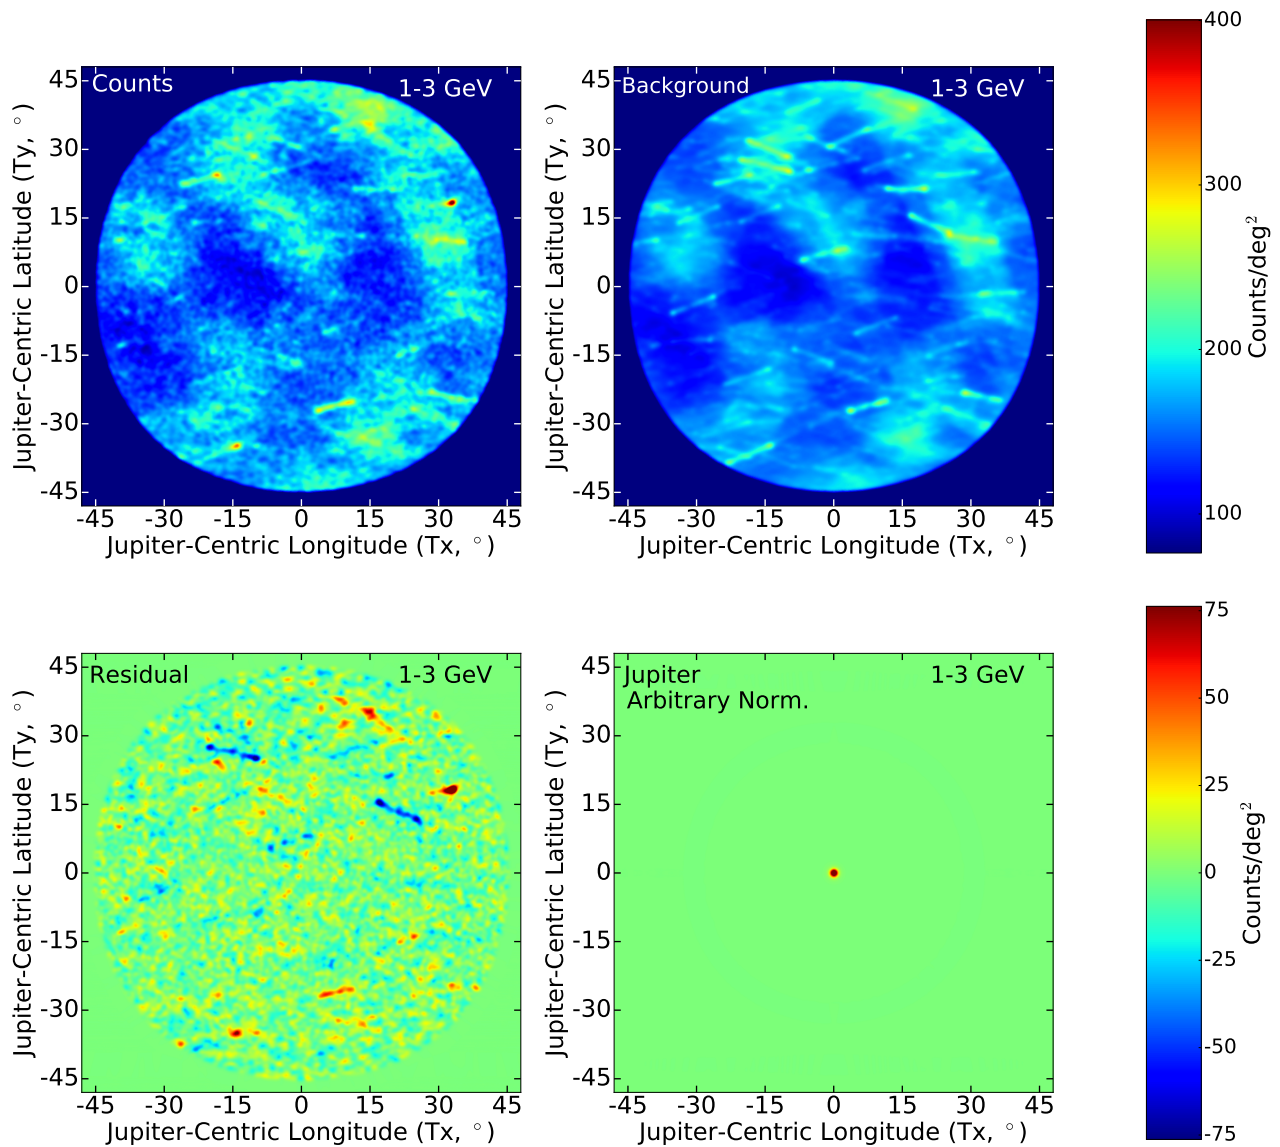 Counts
1-3 GeV
45
30
15
0
-15
-30
-45
-45 -30 -15 0 15 30 45
Jupiter-Centric Latitude (Ty, °)
Jupiter-Centric Longitude (Tx, °)
Background
1-3 GeV
45
30
15
0
-15
-30
-45
-45 -30 -15 0 15 30 45
Jupiter-Centric Latitude (Ty, °)
Jupiter-Centric Longitude (Tx, °)
400
300
200
100
Counts/deg²
Residual
1-3 GeV
45
30
15
0
-15
-30
-45
-45 -30 -15 0 15 30 45
Jupiter-Centric Latitude (Ty, °)
Jupiter-Centric Longitude (Tx, °)
Jupiter
Arbitrary Norm.
1-3 GeV
45
30
15
0
-15
-30
-45
-45 -30 -15 0 15 30 45
Jupiter-Centric Latitude (Ty, °)
Jupiter-Centric Longitude (Tx, °)
75
50
25
0
-25
-50
-75
Counts/deg²